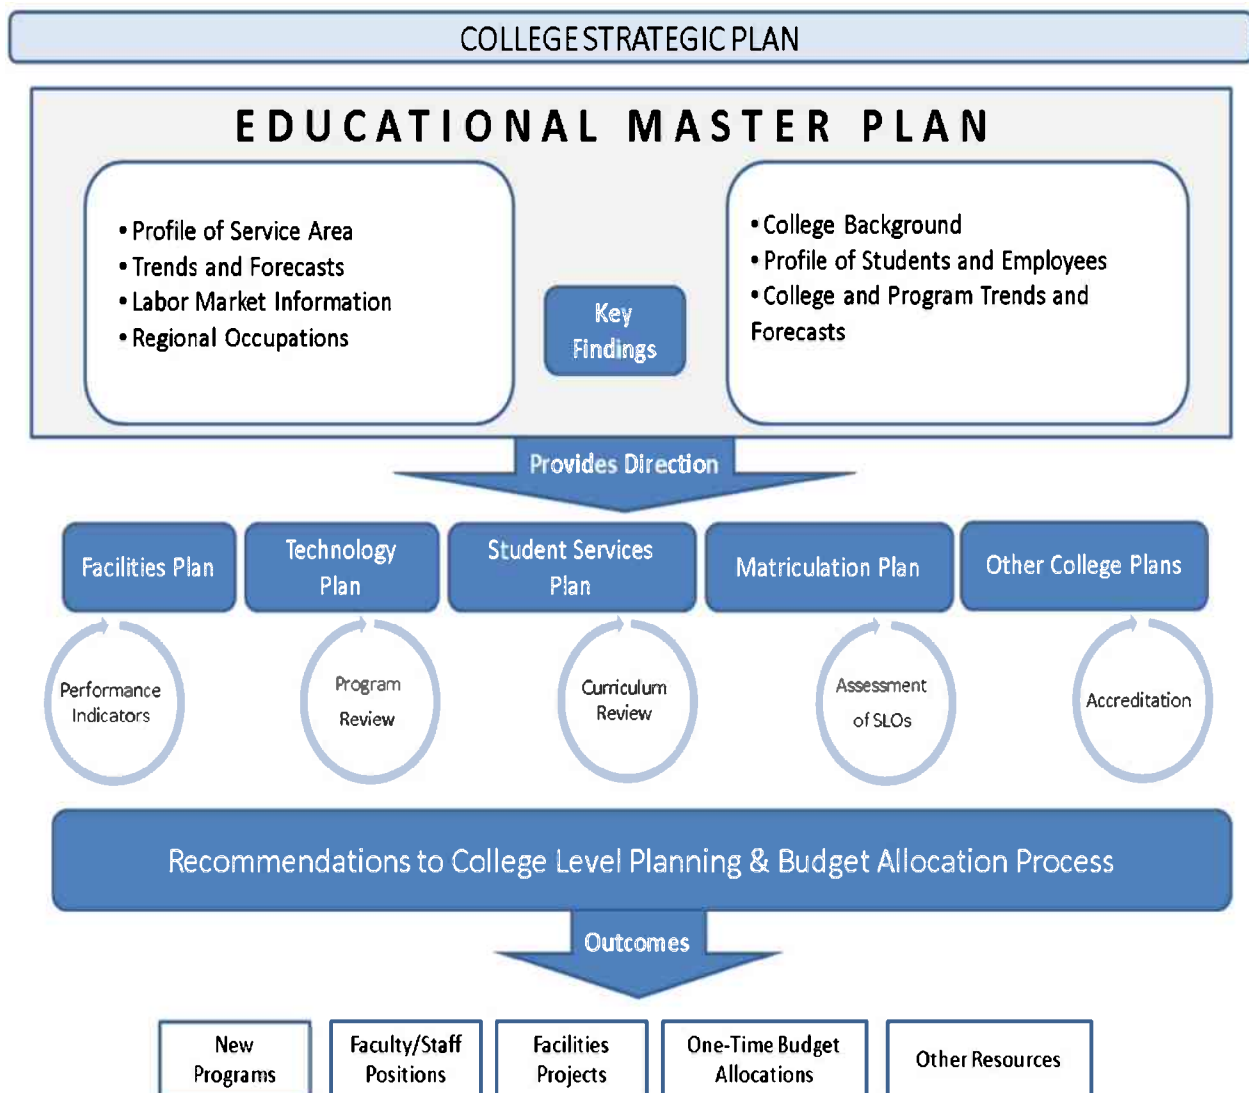 COLLEGE STRATEGIC PLAN
EDUCATIONAL MASTER PLAN
• Profile of Service Area
• Trends and Forecasts
• Labor Market Information
• Regional Occupations
Key
Findings
• College Background
• Profile of Students and Employees
• College and Program Trends and
Forecasts
Provides Direction
Facilities Plan
Technology
Plan
Student Services
Plan
Matriculation Plan
Other College Plans
Performance
Indicators
Program
Review
Curriculum
Review
Assessment
of SLOs
Accreditation
Recommendations to College Level Planning & Budget Allocation Process
Outcomes
New
Programs
Faculty/Staff
Positions
Facilities
Projects
One-Time Budget
Allocations
Other Resources